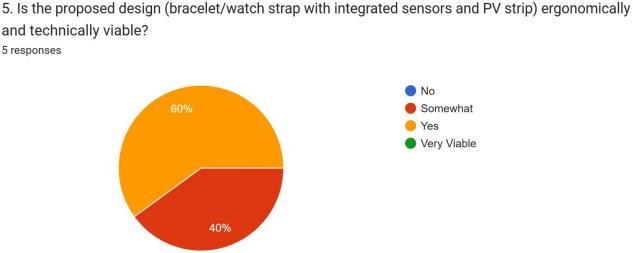 5. Is the proposed design (bracelet/watch strap with integrated sensors and PV strip) ergonomically
and technically viable?
5 responses
60%
40%
No
Somewhat
Yes
Very Viable